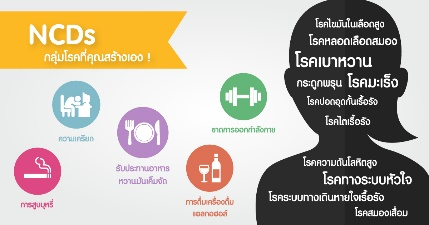 NCDs
กลุ่มโรคที่คุณสร้างเอง !
ความเครียด
การสูบบุหรี่
รับประทานอาหาร
หวานมันเค็มจัด
ขาดการออกกำลังกาย
การดื่มเครื่องดื่ม
แอลกอฮอล์
โรคไขมันในเลือดสูง
โรคหลอดเลือดสมอง
โรคเบาหวาน
กระดูกพรุน โรคมะเร็ง
โรคปอดอุดกั้นเรื้อรัง
โรคไตเรื้อรัง
โรคความดันโลหิตสูง
โรคทางระบบหัวใจ
โรคระบบทางเดินหายใจเรื้อรัง
โรคสมองเสื่อม